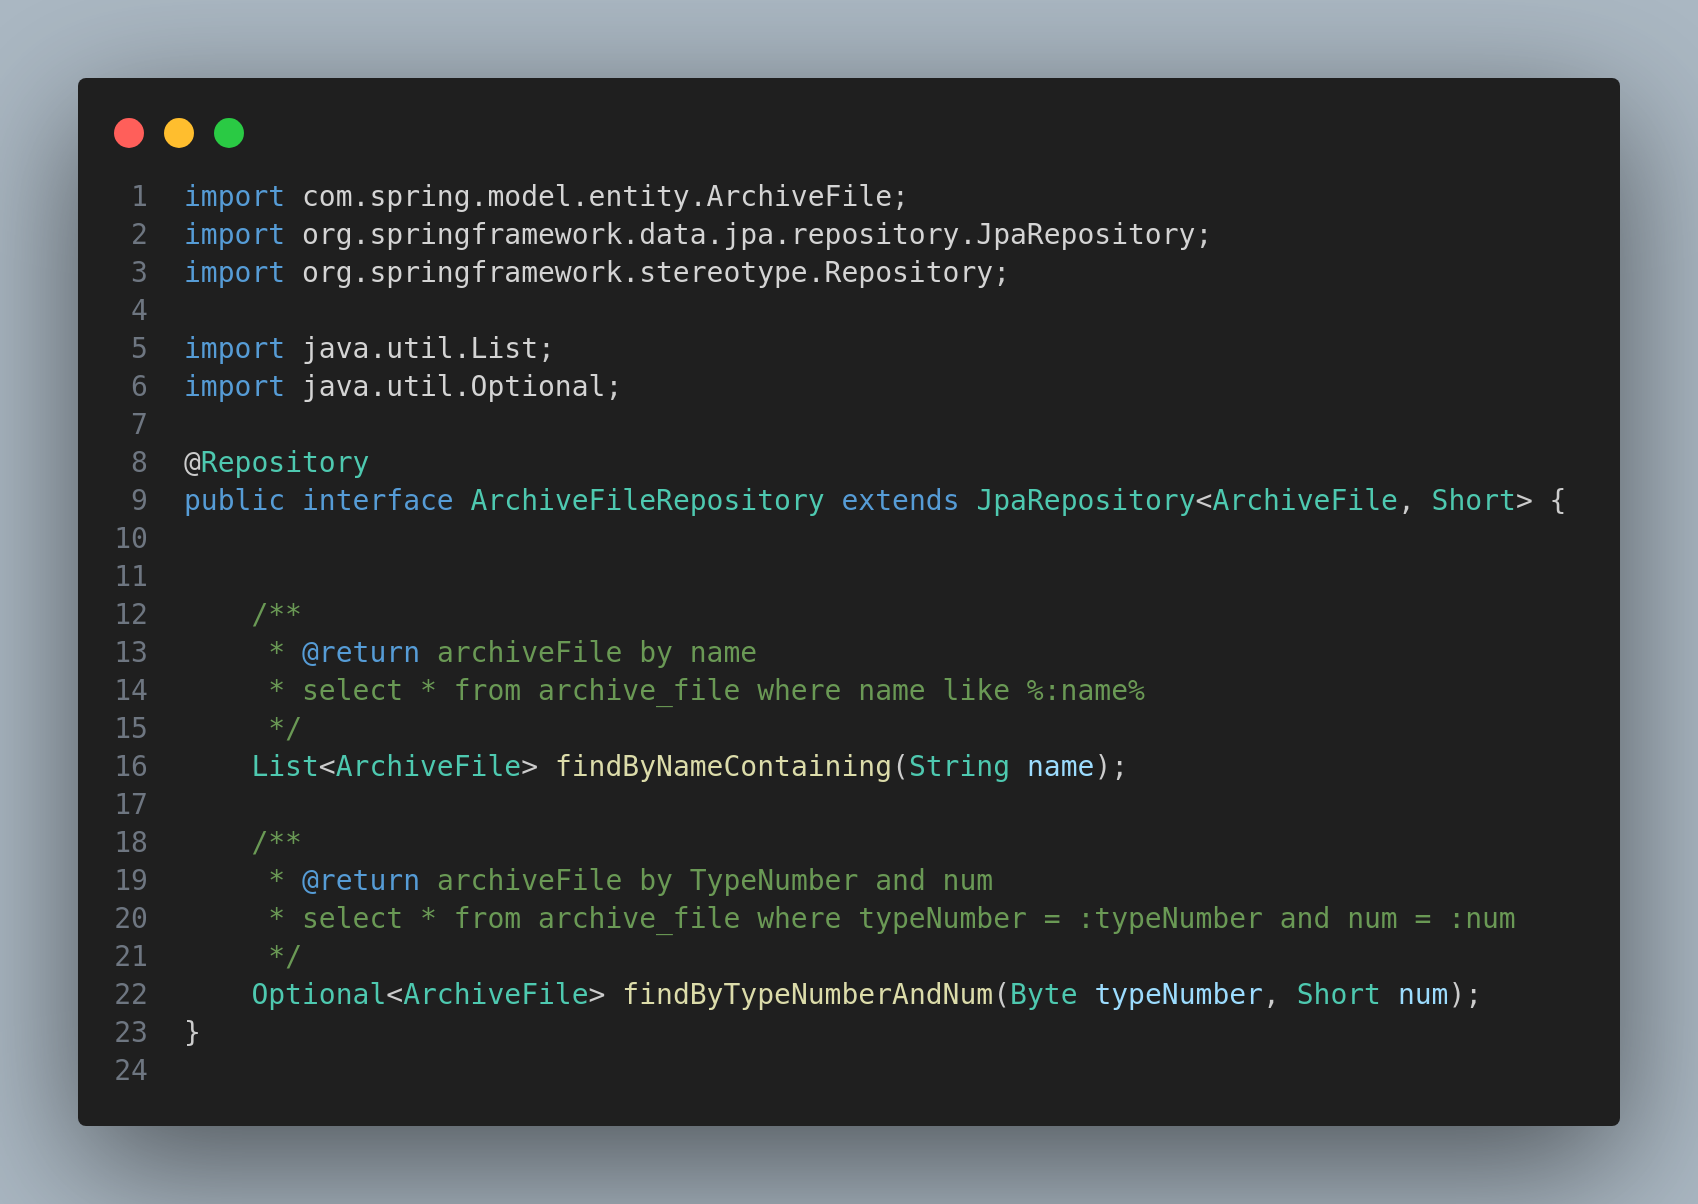 1 import com.spring.model.entity.ArchiveFile;
2 import org.springframework.data.jpa.repository.JpaRepository;
3 import org.springframework.stereotype.Repository;
4
5 import java.util.List;
6 import java.util.Optional;
7
8 @Repository
9 public interface ArchiveFileRepository extends JpaRepository<ArchiveFile, Short> {
10
11
12     /**
13      * @return archiveFile by name
14      * select * from archive_file where name like %:name%
15      */
16     List<ArchiveFile> findByNameContaining(String name);
17
18     /**
19      * @return archiveFile by TypeNumber and num
20      * select * from archive_file where typeNumber = :typeNumber and num = :num
21      */
22     Optional<ArchiveFile> findByTypeNumberAndNum(Byte typeNumber, Short num);
23 }
24